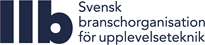 llb
Svensk
branschorganisation
för upplevelseteknik